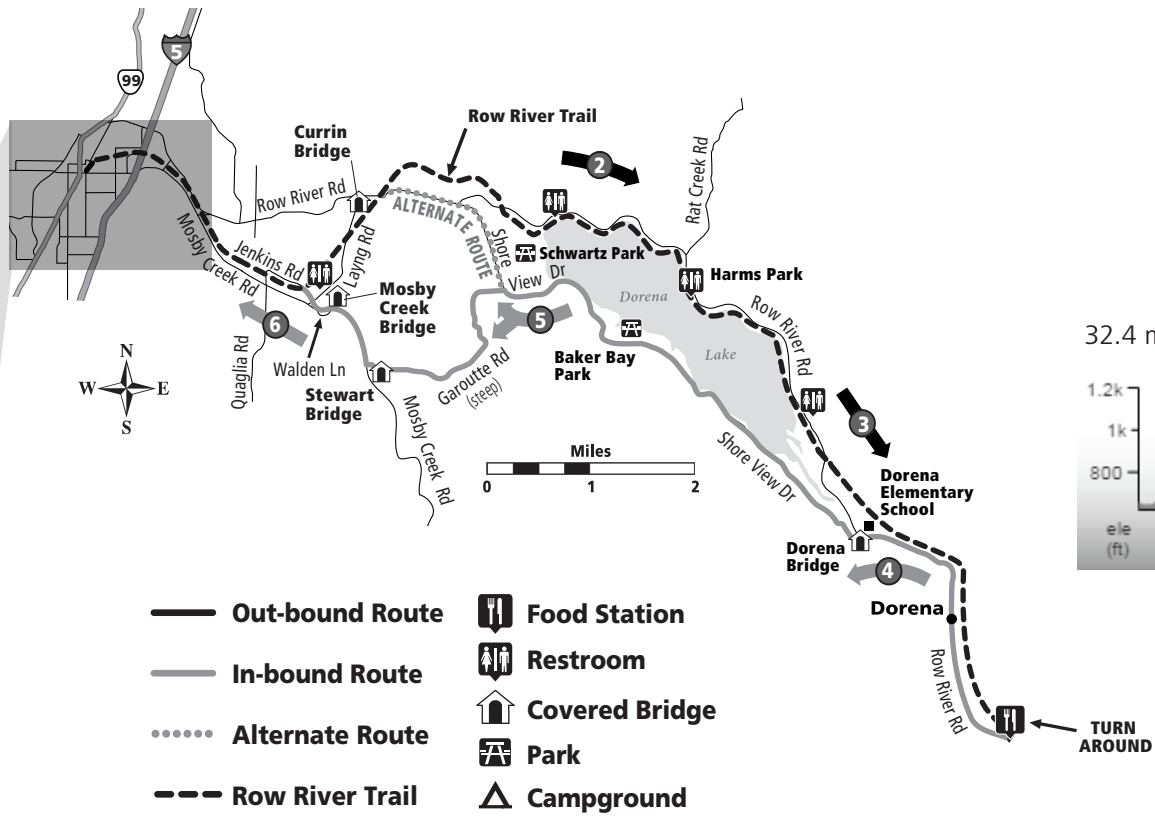 5
99
Currin
Bridge
Row River Trail
2
Rat Creek Rd
Row River Rd
ALTERNATE ROUTE
Mosby Creek Rd
Jenkins Rd
Layng Rd
Shore
View Dr
Schwartz Park
Harms Park
Dorena
Lake
Row River Rd
Mosby
Creek
Bridge
6
5
Baker Bay
Park
Walden Ln
Quaglia Rd
N
W
E
S
Stewart
Bridge
Garoutte Rd
(steep)
Mosby Creek Rd
Shore View Dr
3
Miles
0
1
2
Dorena
Elementary
School
Dorena
Bridge
4
Dorena
Row River Rd
TURN
AROUND
32.4 m
1.2k
1k
800
ele
(ft)
Out-bound Route
In-bound Route
Alternate Route
Row River Trail
Food Station
Restroom
Covered Bridge
Park
Campground